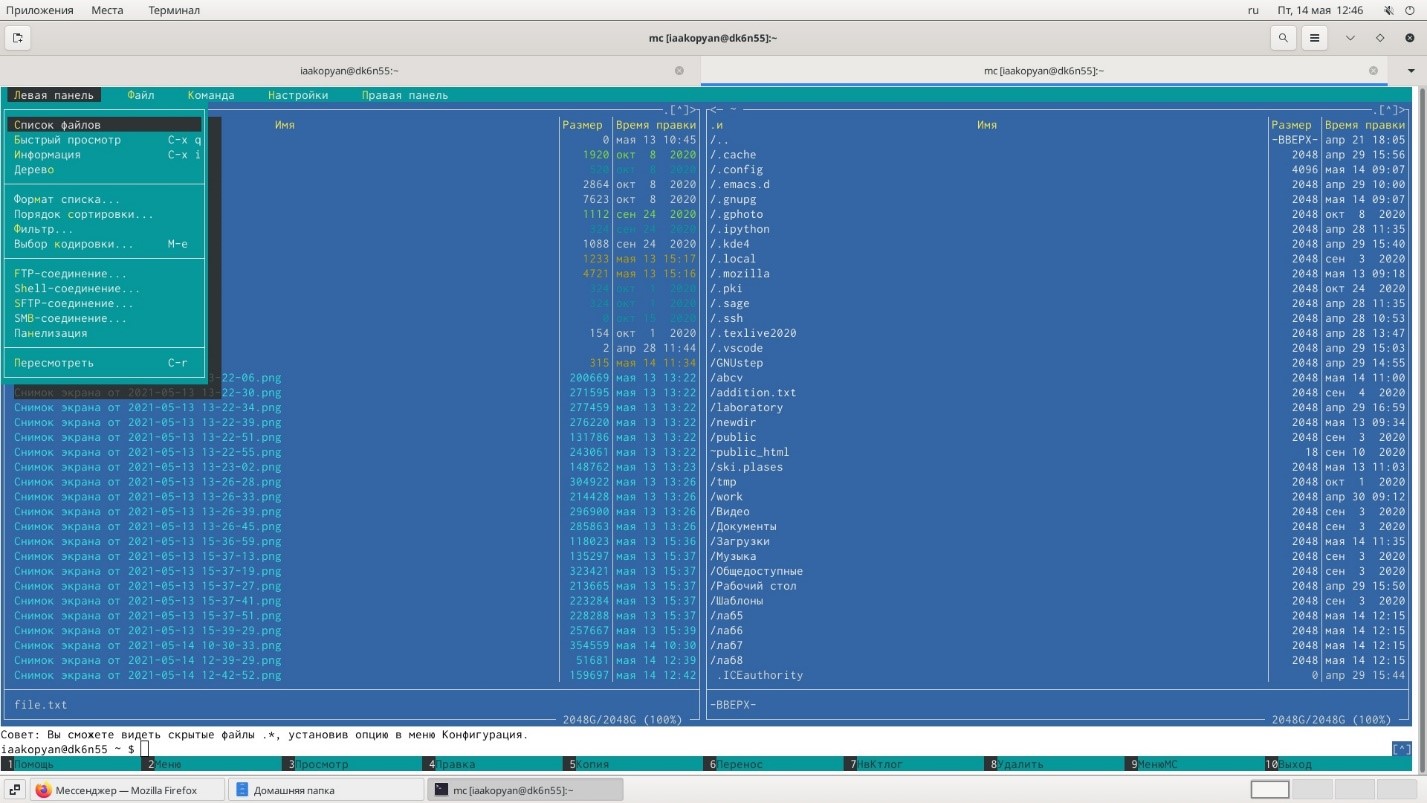 Приложения Места Терминал ru Пт, 14 мая 12:46
mc [iaakopyan@dk6n55]:~
iaakopyan@dk6n55:~ mc [iaakopyan@dk6n55]:~
Левая панель Файл Команда Настройки Правая панель
Список файлов
Быстрый просмотр C-x q
Информация C-x i
Дерево
Формат списка...
Порядок сортировки...
Фильтр...
Выбор кодировки... M-e
FTP-соединение...
Shell-соединение...
SFTP-соединение...
SMB-соединение...
Панелизация
Пересмотреть C-r
.[^]>
Имя Размер Время правки
0 мая 13 10:45
1920 окт 8 2020
2864 окт 8 2020
7623 окт 8 2020
1112 сен 24 2020
324 сен 24 2020
1088 сен 24 2020
1233 мая 13 15:17
4721 мая 13 15:16
154 окт 1 2020
2 апр 28 11:44
315 мая 14 11:34
3-22-06.png 200669 мая 13 13:22
Снимок экрана от 2021-05-13 13-22-30.png 271595 мая 13 13:22
Снимок экрана от 2021-05-13 13-22-34.png 277459 мая 13 13:22
Снимок экрана от 2021-05-13 13-22-39.png 276220 мая 13 13:22
Снимок экрана от 2021-05-13 13-22-51.png 131786 мая 13 13:22
Снимок экрана от 2021-05-13 13-22-55.png 243061 мая 13 13:22
Снимок экрана от 2021-05-13 13-23-02.png 148762 мая 13 13:23
Снимок экрана от 2021-05-13 13-26-28.png 304922 мая 13 13:26
Снимок экрана от 2021-05-13 13-26-33.png 214428 мая 13 13:26
Снимок экрана от 2021-05-13 13-26-39.png 296900 мая 13 13:26
Снимок экрана от 2021-05-13 13-26-45.png 285863 мая 13 13:26
Снимок экрана от 2021-05-13 15-36-59.png 118023 мая 13 15:36
Снимок экрана от 2021-05-13 15-37-13.png 135297 мая 13 15:37
Снимок экрана от 2021-05-13 15-37-19.png 323421 мая 13 15:37
Снимок экрана от 2021-05-13 15-37-27.png 213665 мая 13 15:37
Снимок экрана от 2021-05-13 15-37-41.png 223284 мая 13 15:37
Снимок экрана от 2021-05-13 15-37-51.png 228288 мая 13 15:37
Снимок экрана от 2021-05-13 15-39-29.png 257667 мая 13 15:39
Снимок экрана от 2021-05-14 10-30-33.png 354559 мая 14 10:30
Снимок экрана от 2021-05-14 12-39-29.png 51681 мая 14 12:39
Снимок экрана от 2021-05-14 12-42-52.png 159697 мая 14 12:42
file.txt
2048G/2048G (100%)
<- ~ .[^]>
.и Имя Размер Время правки
/.. -ВВЕРХ- апр 21 18:05
/.cache 2048 апр 29 15:56
/.config 4096 мая 14 09:07
/.emacs.d 2048 апр 29 10:00
/.gnupg 2048 мая 14 09:07
/.gphoto 2048 окт 8 2020
/.ipython 2048 апр 28 11:35
/.kde4 2048 апр 29 15:40
/.local 2048 сен 3 2020
/.mozilla 2048 мая 13 09:18
/.pki 2048 окт 24 2020
/.sage 2048 апр 28 11:35
/.ssh 2048 апр 28 10:53
/.texlive2020 2048 апр 28 13:47
/.vscode 2048 апр 29 15:03
/GNUstep 2048 апр 29 14:55
/abcv 2048 мая 14 11:00
/addition.txt 2048 сен 4 2020
/laboratory 2048 апр 29 16:59
/newdir 2048 мая 13 09:34
/public 2048 сен 3 2020
~public_html 18 сен 10 2020
/ski.plases 2048 мая 13 11:03
/tmp 2048 окт 1 2020
/work 2048 апр 30 09:12
/Видео 2048 сен 3 2020
/Документы 2048 сен 3 2020
/Загрузки 2048 мая 14 11:35
/Музыка 2048 сен 3 2020
/Общедоступные 2048 сен 3 2020
/Рабочий стол 2048 апр 29 15:50
/Шаблоны 2048 сен 3 2020
/лаб5 2048 мая 14 12:15
/лаб6 2048 мая 14 12:15
/лаб7 2048 мая 14 12:15
/лаб8 2048 мая 14 12:15
.ICEauthority 0 апр 29 15:44
-ВВЕРХ-
2048G/2048G (100%)
Совет: Вы сможете видеть скрытые файлы .*, установив опцию в меню Конфигурация.
iaakopyan@dk6n55 ~ $ [^]
1Помощь 2Меню 3Просмотр 4Правка 5Копия 6Перенос 7НвКтлог 8Удалить 9МенюМС 10Выход
Мессенджер — Mozilla Firefox Домашняя папка mc [iaakopyan@dk6n55]:~